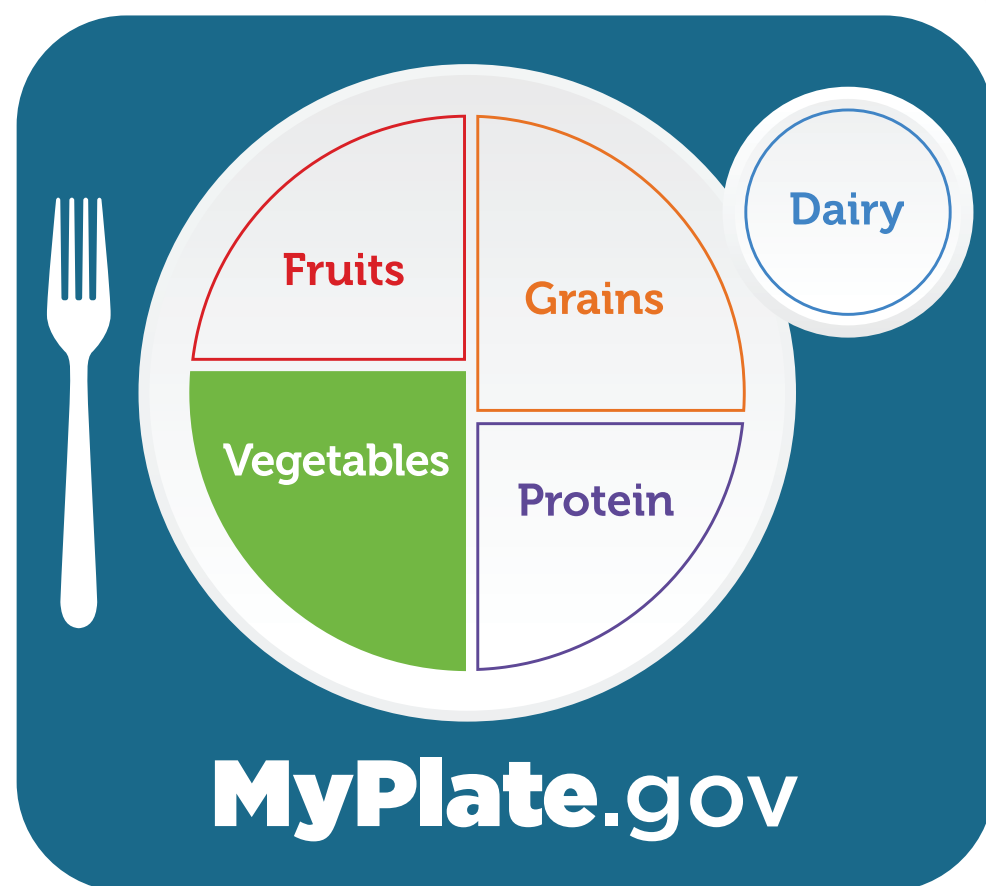 Dairy
Fruits
Grains
Vegetables
Protein
MyPlate.gov